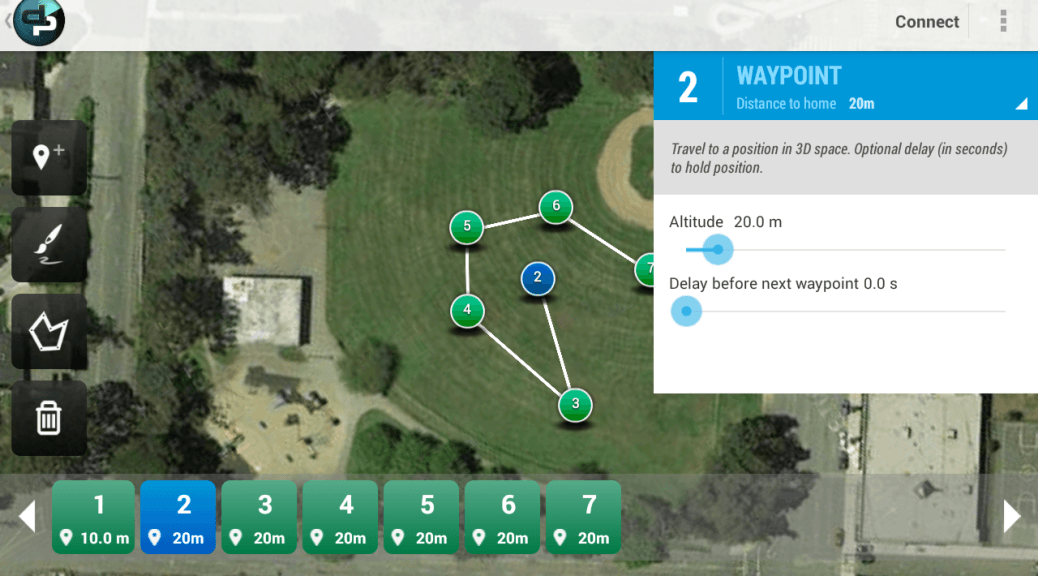 Connect
2
WAYPOINT
Distance to home 20m
Travel to a position in 3D space. Optional delay (in seconds)
to hold position.
Altitude 20.0 m
Delay before next waypoint 0.0 s
6
5
7
2
4
3
1 2 3 4 5 6 7
10.0 m 20m 20m 20m 20m 20m 20m